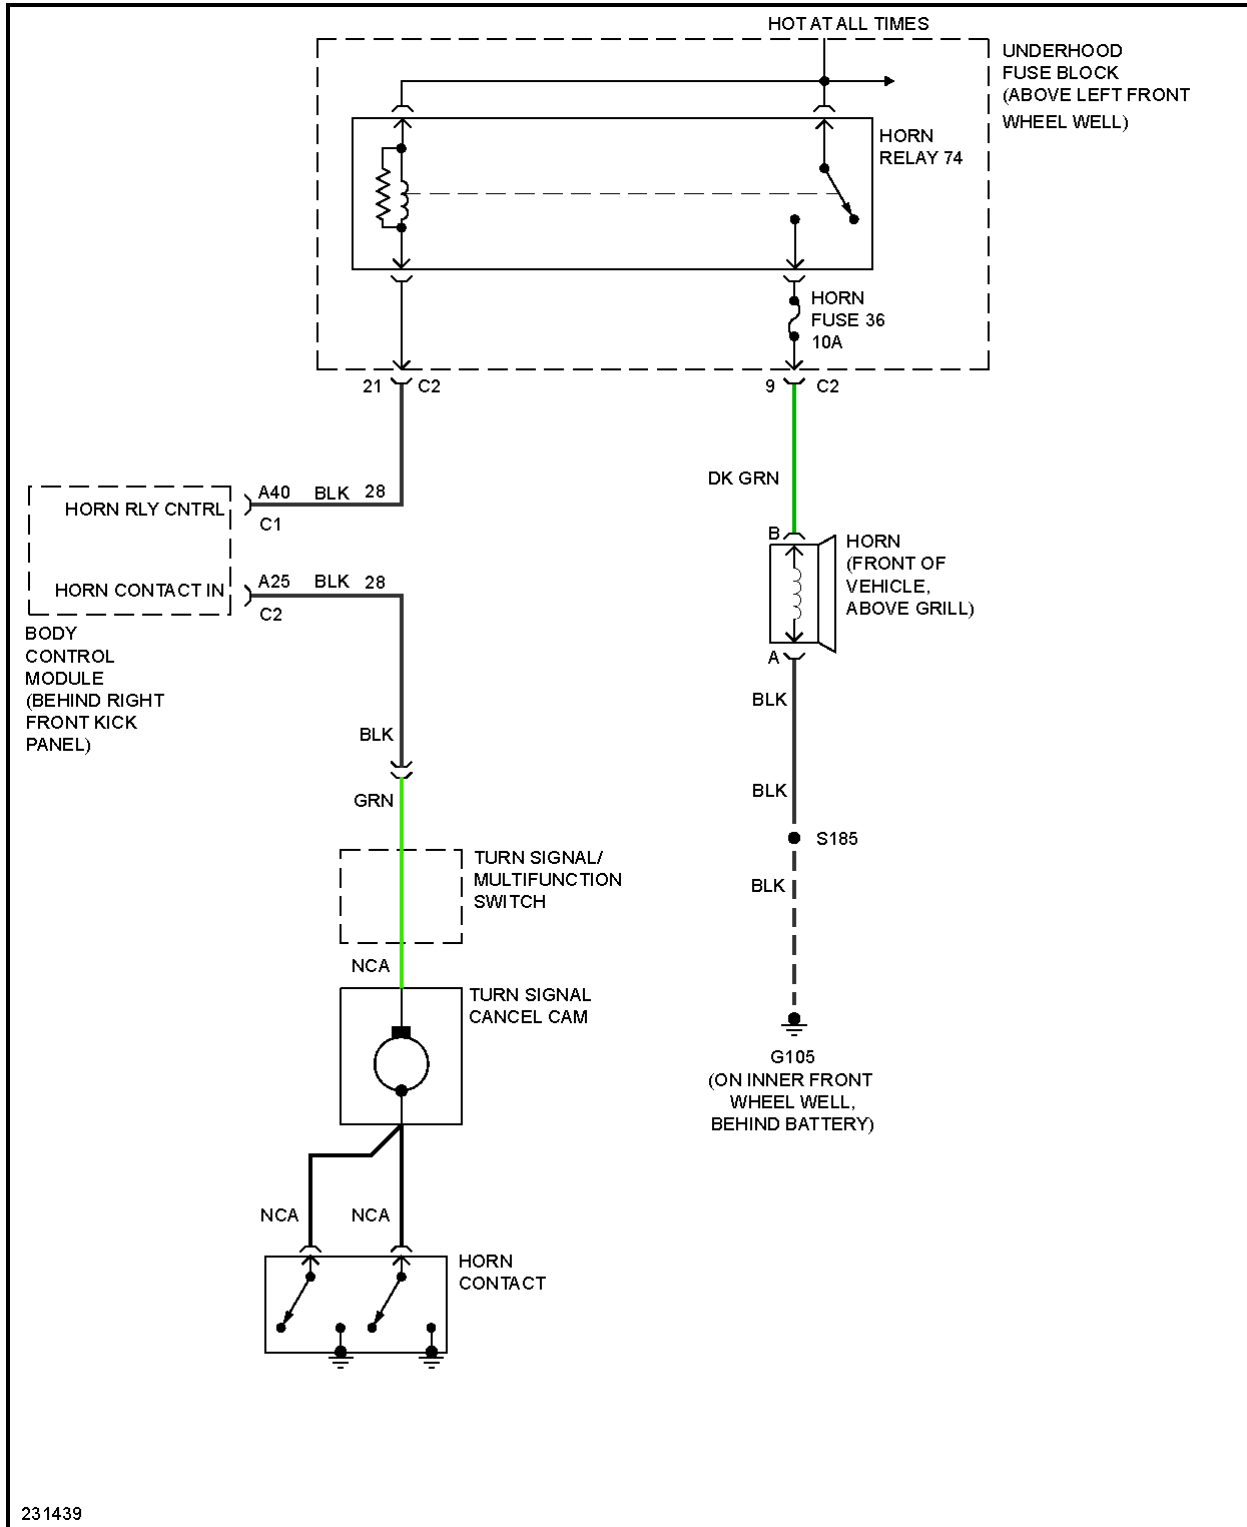 HOT AT ALL TIMES
UNDERHOOD
FUSE BLOCK
(ABOVE LEFT FRONT
WHEEL WELL)
HORN
RELAY 74
HORN
FUSE 36
10A
21 C2
9 C2
DK GRN
HORN RLY CNTRL
A40 BLK 28
C1
HORN CONTACT IN
A25 BLK 28
C2
BODY
CONTROL
MODULE
(BEHIND RIGHT
FRONT KICK
PANEL)
B
HORN
(FRONT OF
VEHICLE,
ABOVE GRILL)
A
BLK
BLK
BLK
GRN
S185
BLK
TURN SIGNAL/
MULTIFUNCTION
SWITCH
NCA
TURN SIGNAL
CANCEL CAM
G105
(ON INNER FRONT
WHEEL WELL,
BEHIND BATTERY)
NCA NCA
HORN
CONTACT
231439